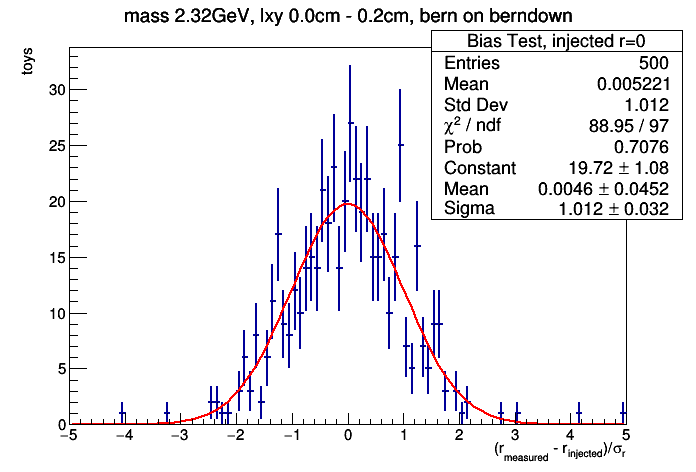 mass 2.32GeV, lxy 0.0cm - 0.2cm, bern on berndown
Bias Test, injected r=0
Entries 500
Mean 0.005221
Std Dev 1.012
χ² / ndf 88.95 / 97
Prob 0.7076
Constant 19.72 ± 1.08
Mean 0.0046 ± 0.0452
Sigma 1.012 ± 0.032
toys
30
25
20
15
10
5
0
−5 −4 −3 −2 −1 0 1 2 3 4 5
(r_measured - r_injected)/σ_r